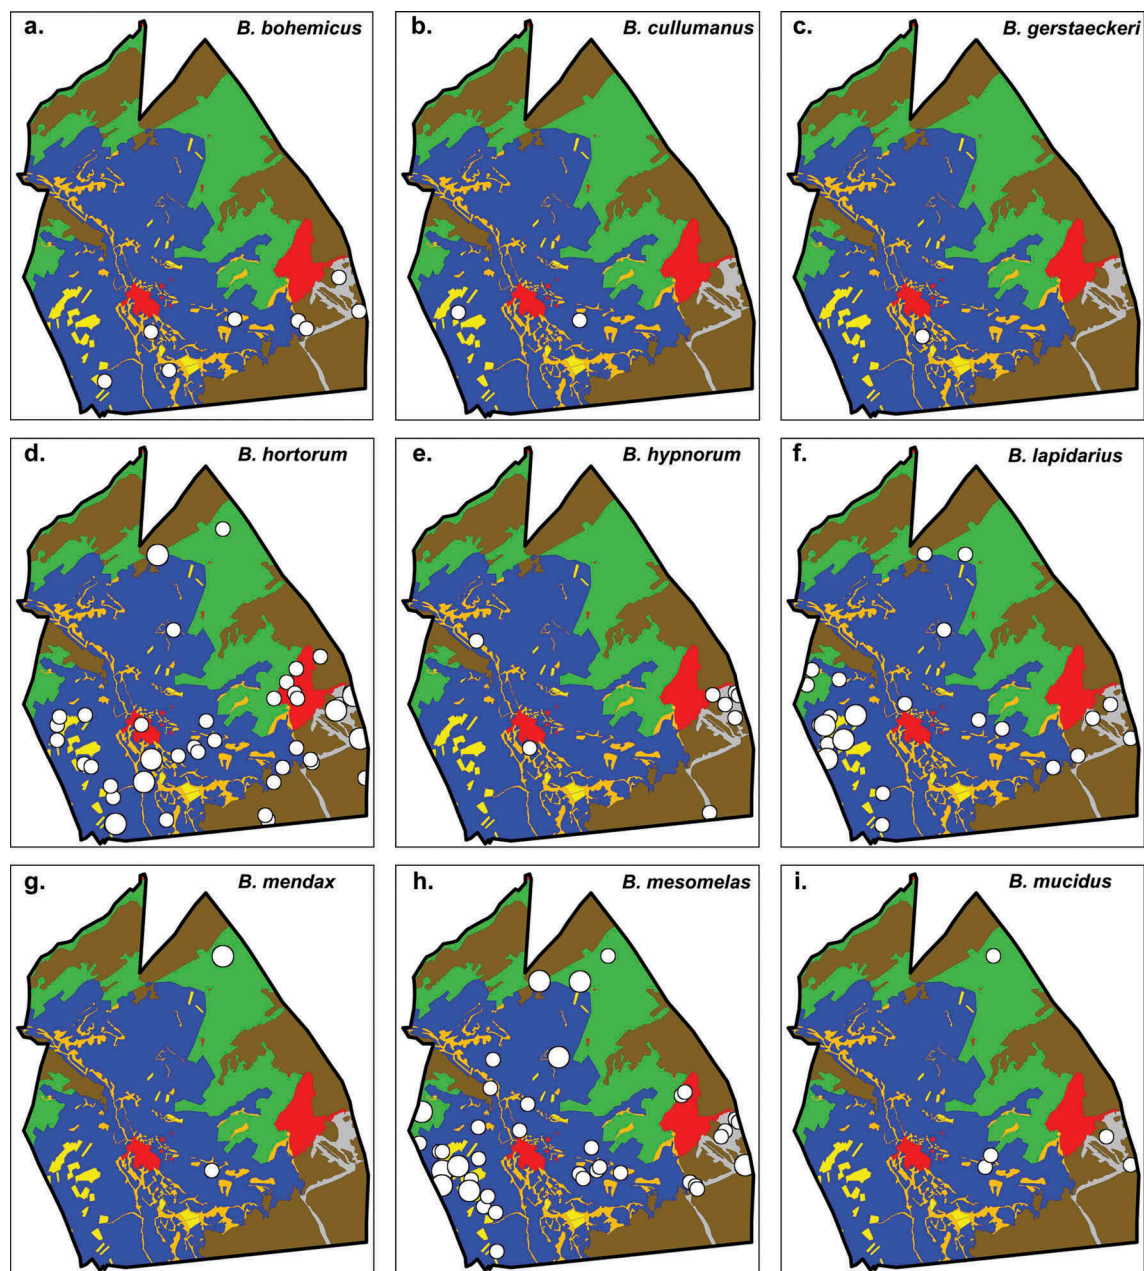 a. B. bohemicus
b. B. cullumanus
c. B. gerstaeckeri
d. B. hortorum
e. B. hypnorum
f. B. lapidarius
g. B. mendax
h. B. mesomelas
i. B. mucidus